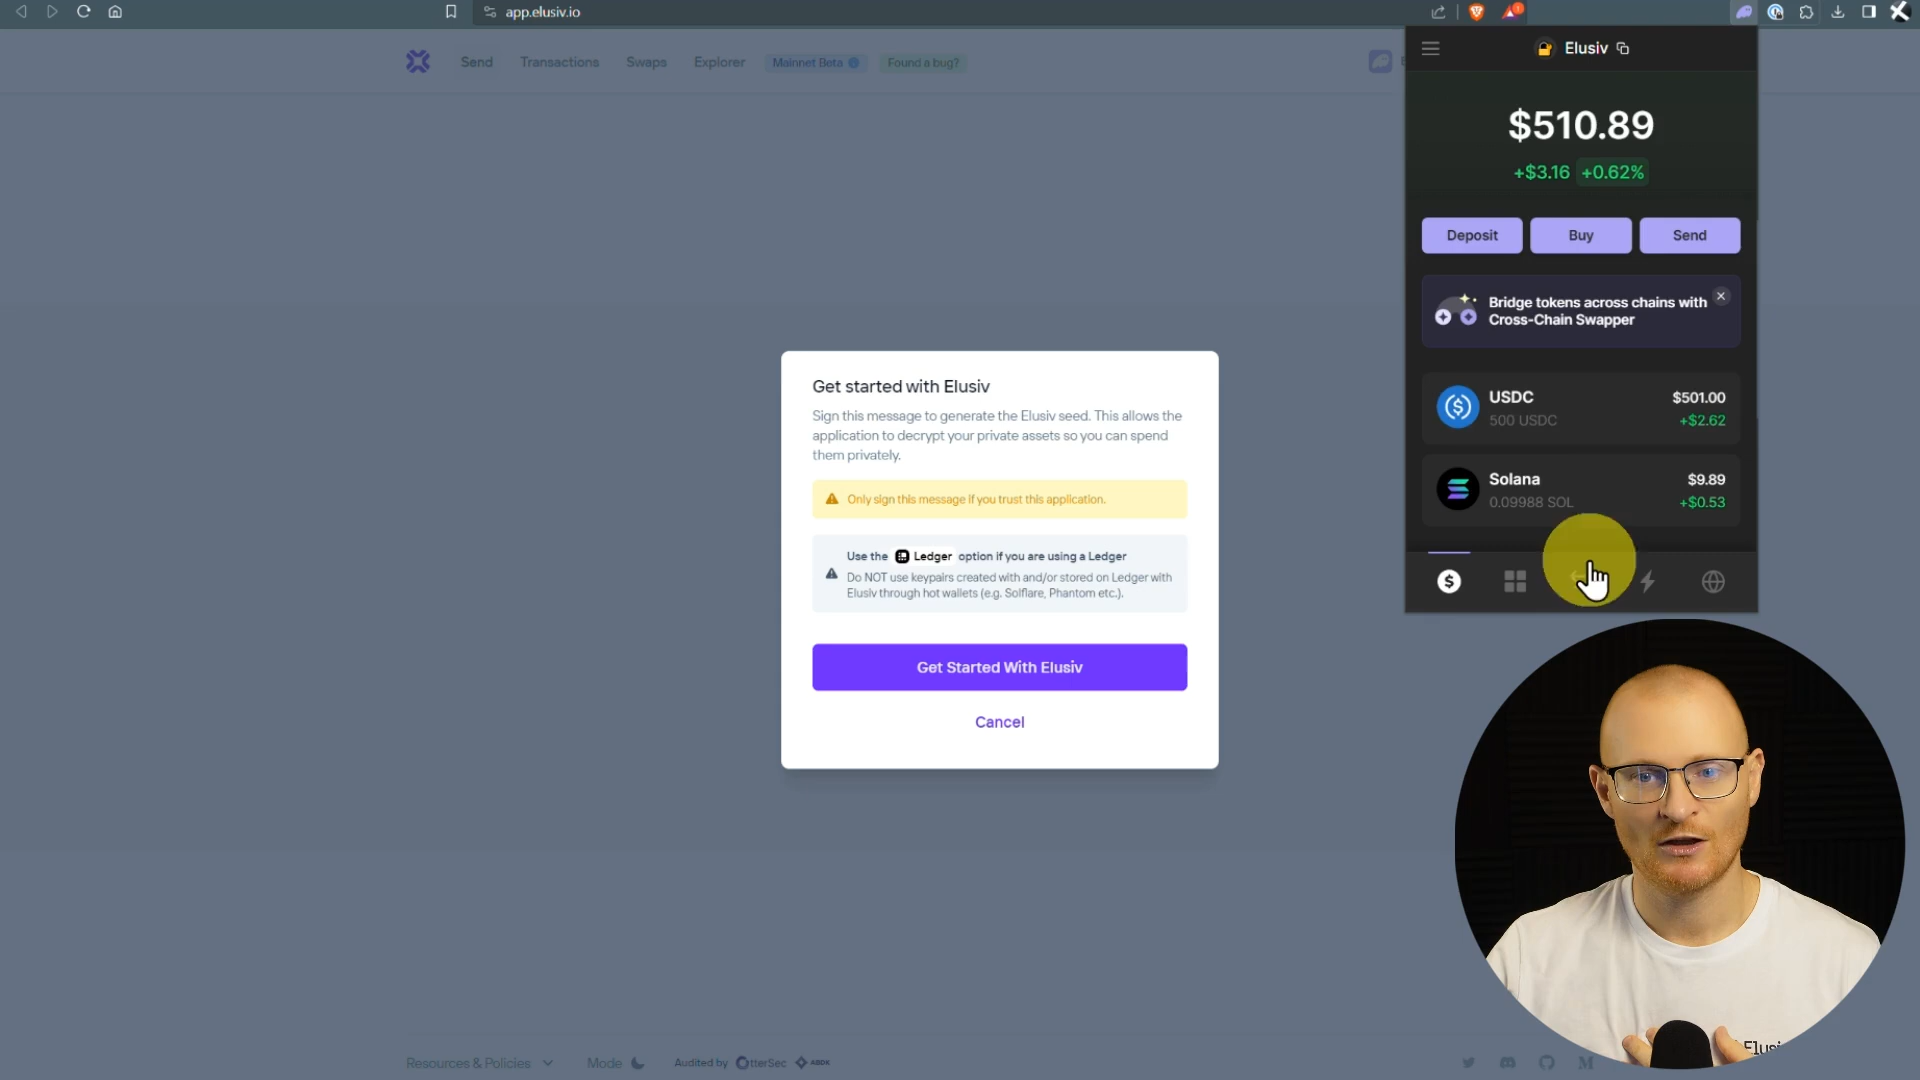 app.elusiv.io
Send
Transactions
Swaps
Explorer
Mainnet Beta
Found a bug?
Get started with Elusiv
Sign this message to generate the Elusiv seed. This allows the
application to decrypt your private assets so you can spend
them privately.
Only sign this message if you trust this application.
Use the Ledger option if you are using a Ledger
Do NOT use keypairs created with and/or stored on Ledger with
Elusiv through hot wallets (e.g. Solflare, Phantom etc.).
Get Started With Elusiv
Cancel
Elusiv
$510.89
+$3.16 +0.62%
Deposit
Buy
Send
Bridge tokens across chains with
Cross-Chain Swapper
USDC
$501.00
500 USDC
+$2.62
Solana
$9.89
0.09988 SOL
+$0.53
Resources & Policies
Mode
Audited by
OtterSec
ABDK